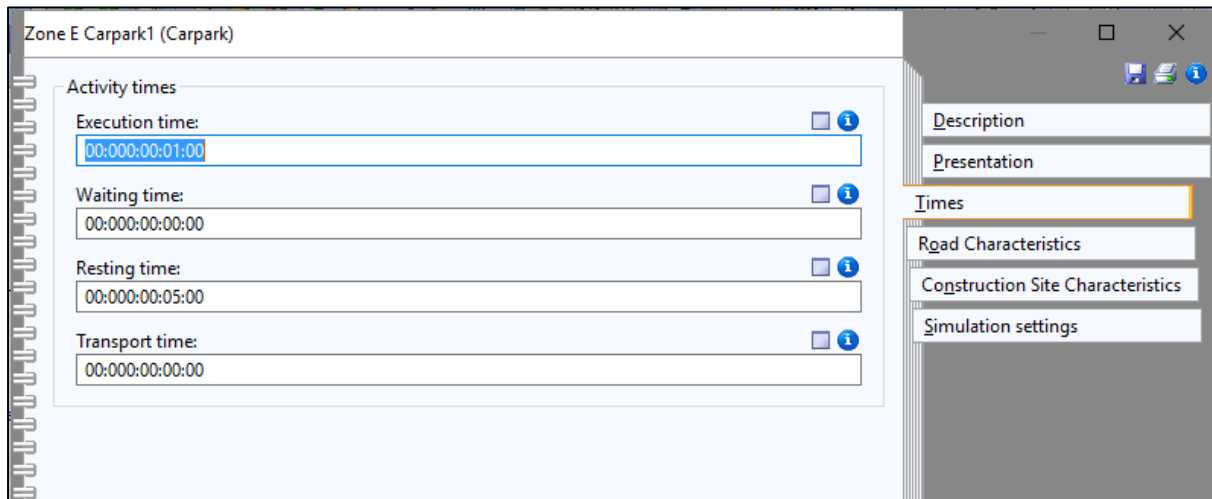 Zone E Carpark1 (Carpark)
Activity times
Execution time:
00:000:00:01:00
Waiting time:
00:000:00:00:00
Resting time:
00:000:00:05:00
Transport time:
00:000:00:00:00
Description
Presentation
Times
Road Characteristics
Construction Site Characteristics
Simulation settings